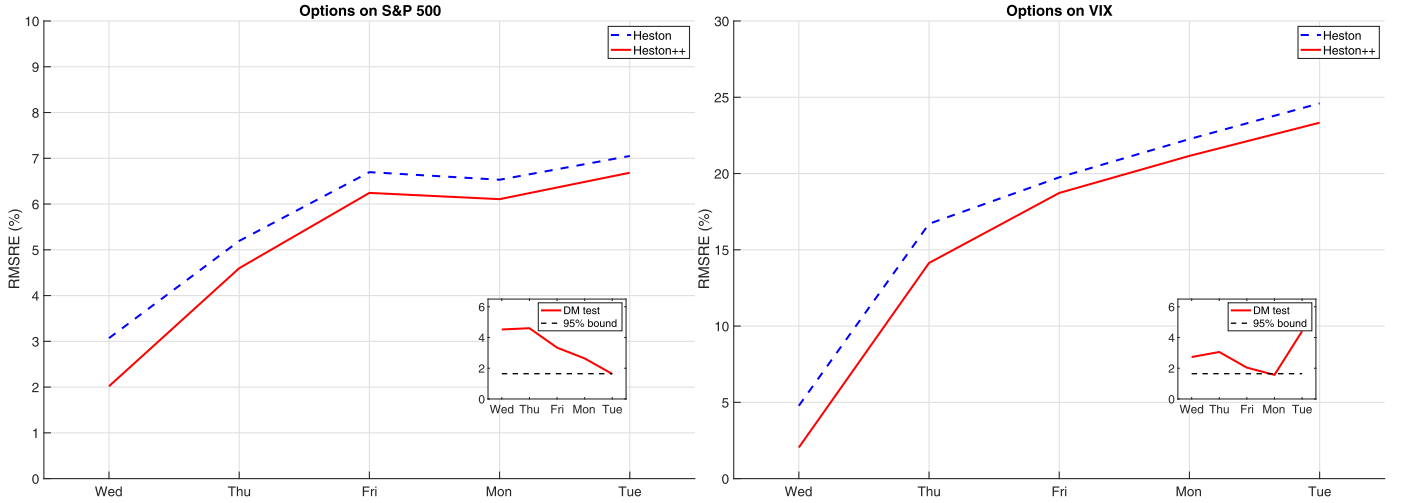 Options on S&P 500
10
9
8
7
6
5
4
3
2
1
0
RMSRE (%)
Heston
Heston++
6
4
2
0
DM test
95% bound
Wed Thu Fri Mon Tue
Wed Thu Fri Mon Tue
Options on VIX
30
25
20
15
10
5
0
RMSRE (%)
Heston
Heston++
6
4
2
0
DM test
95% bound
Wed Thu Fri Mon Tue
Wed Thu Fri Mon Tue